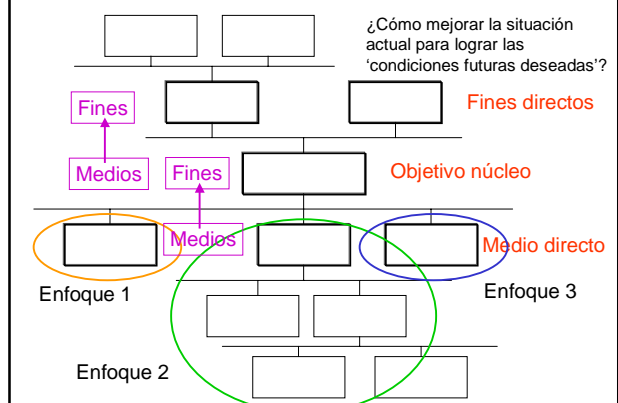 ¿Cómo mejorar la situación
actual para lograr las
‘condiciones futuras deseadas’?
Fines
Fines directos
Medios
Fines
Objetivo núcleo
Medios
Medio directo
Enfoque 1
Enfoque 3
Enfoque 2